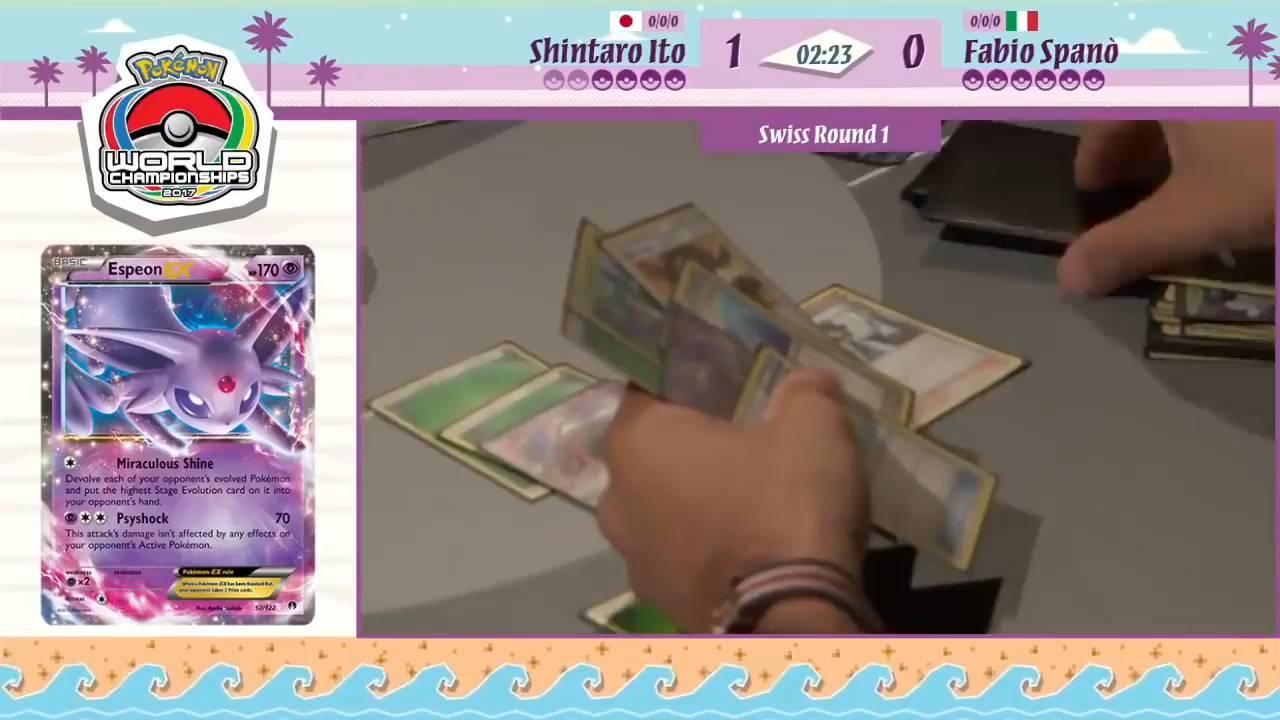 0/0/0
Shintaro Ito
1
02:23
0
0/0/0
Fabio Spanò
Swiss Round 1
Pokémon
WORLD
CHAMPIONSHIPS
2017
BASIC
Espeon EX
HP170
Miraculous Shine
Devolve each of your opponent's evolved Pokémon
and put the highest Stage Evolution card on it into
your opponent's hand.
Psyshock 70
This attack's damage isn't affected by any effects on
your opponent's Active Pokémon.
weakness resistance
×2
Pokémon-EX rule
When a Pokémon-EX has been Knocked Out,
your opponent takes 2 Prize cards.
retreat
52/122